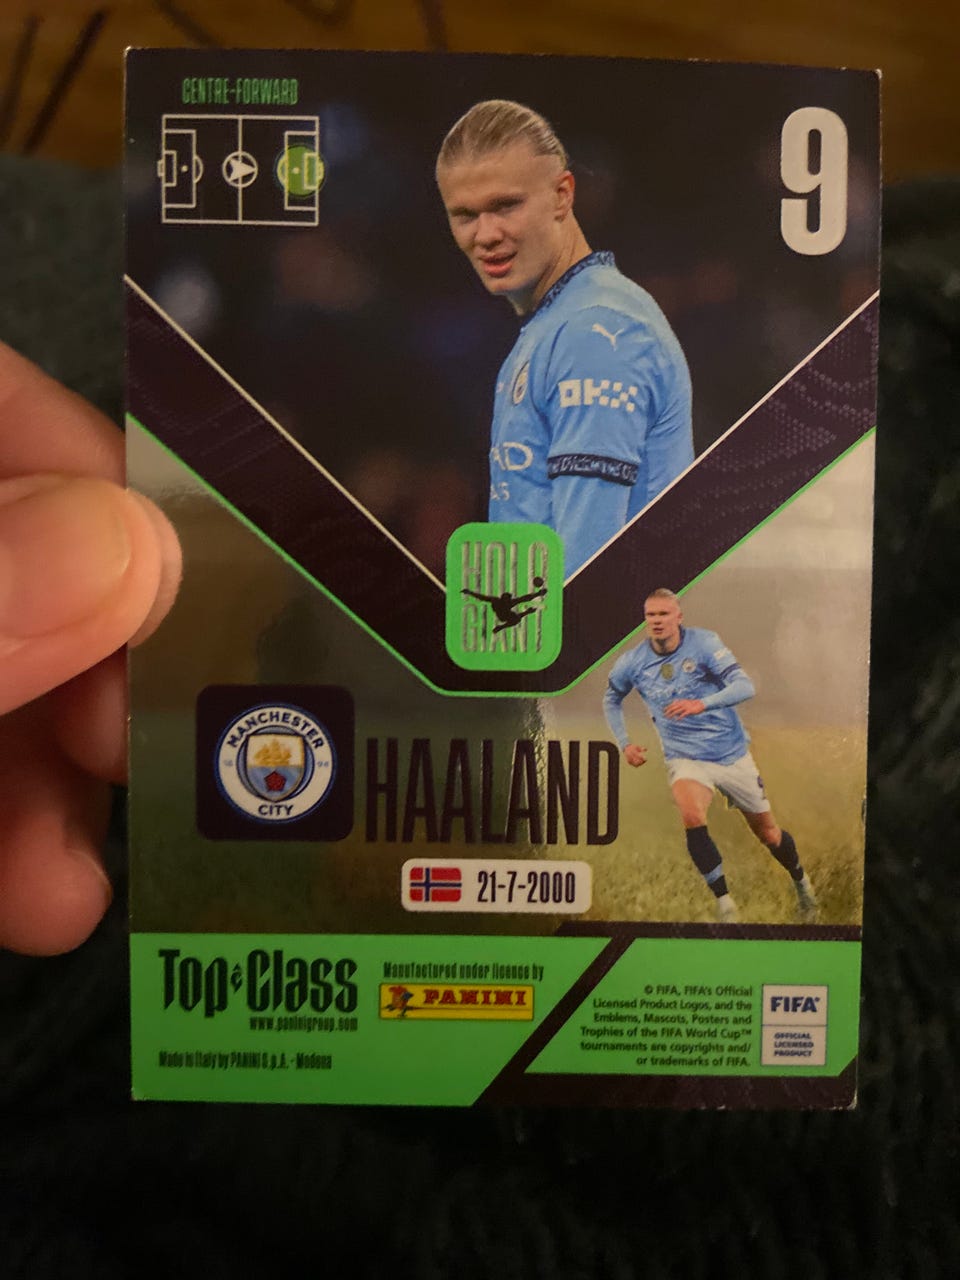 CENTRE-FORWARD
9
HOLO
GIANT
MANCHESTER
18 94
CITY
HAALAND
21-7-2000
Top Class
www.paninigroup.com
Manufactured under licence by
PANINI
Made in Italy by PANINI S.p.A. - Modena
© FIFA, FIFA's Official
Licensed Product Logos, and the
Emblems, Mascots, Posters and
Trophies of the FIFA World Cup™
tournaments are copyrights and/
or trademarks of FIFA.
FIFA®
OFFICIAL
LICENSED
PRODUCT